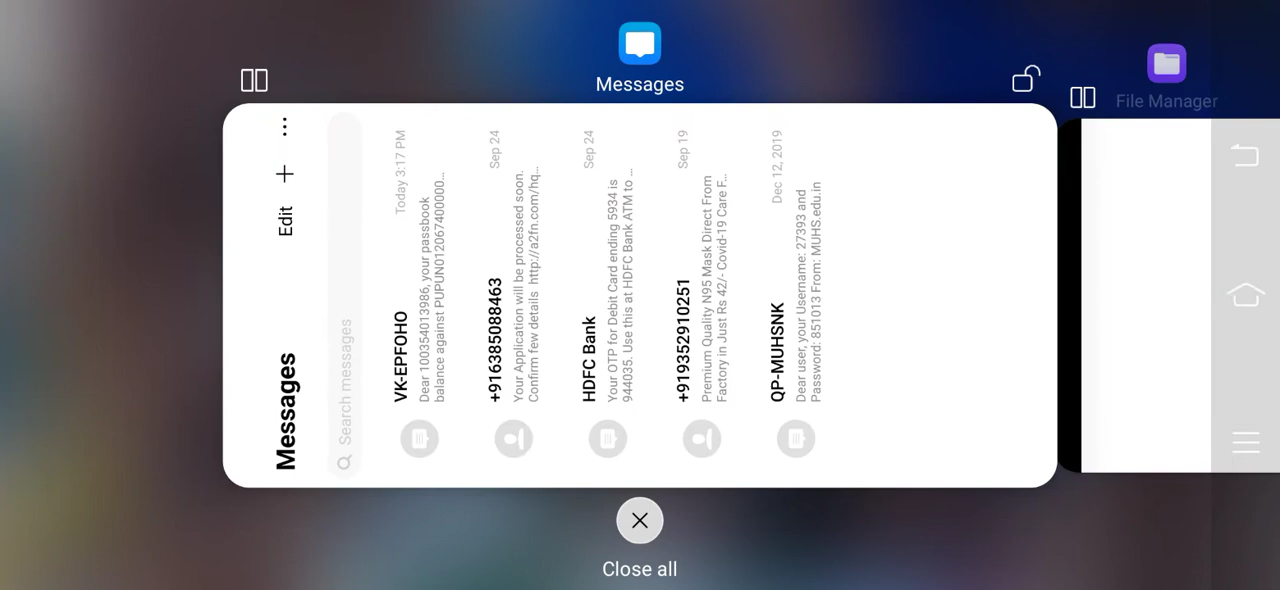 Messages
File Manager
Edit
Messages
Search messages
VK-EPFOHO
Today 3:17 PM
Dear 100354013986, your passbook
balance against PUPUN01206740000...
+916385088463
Sep 24
Your Application will be processed soon.
Confirm few details http://a2fn.com/hq...
HDFC Bank
Sep 24
Your OTP for Debit Card ending 5934 is
944035. Use this at HDFC Bank ATM to ...
+919352910251
Sep 19
Premium Quality N95 Mask Direct From
Factory in Just Rs 42/- Covid-19 Care F...
QP-MUHSNK
Dec 12, 2019
Dear user, your Username: 27393 and
Password: 851013 From: MUHS.edu.in
Close all